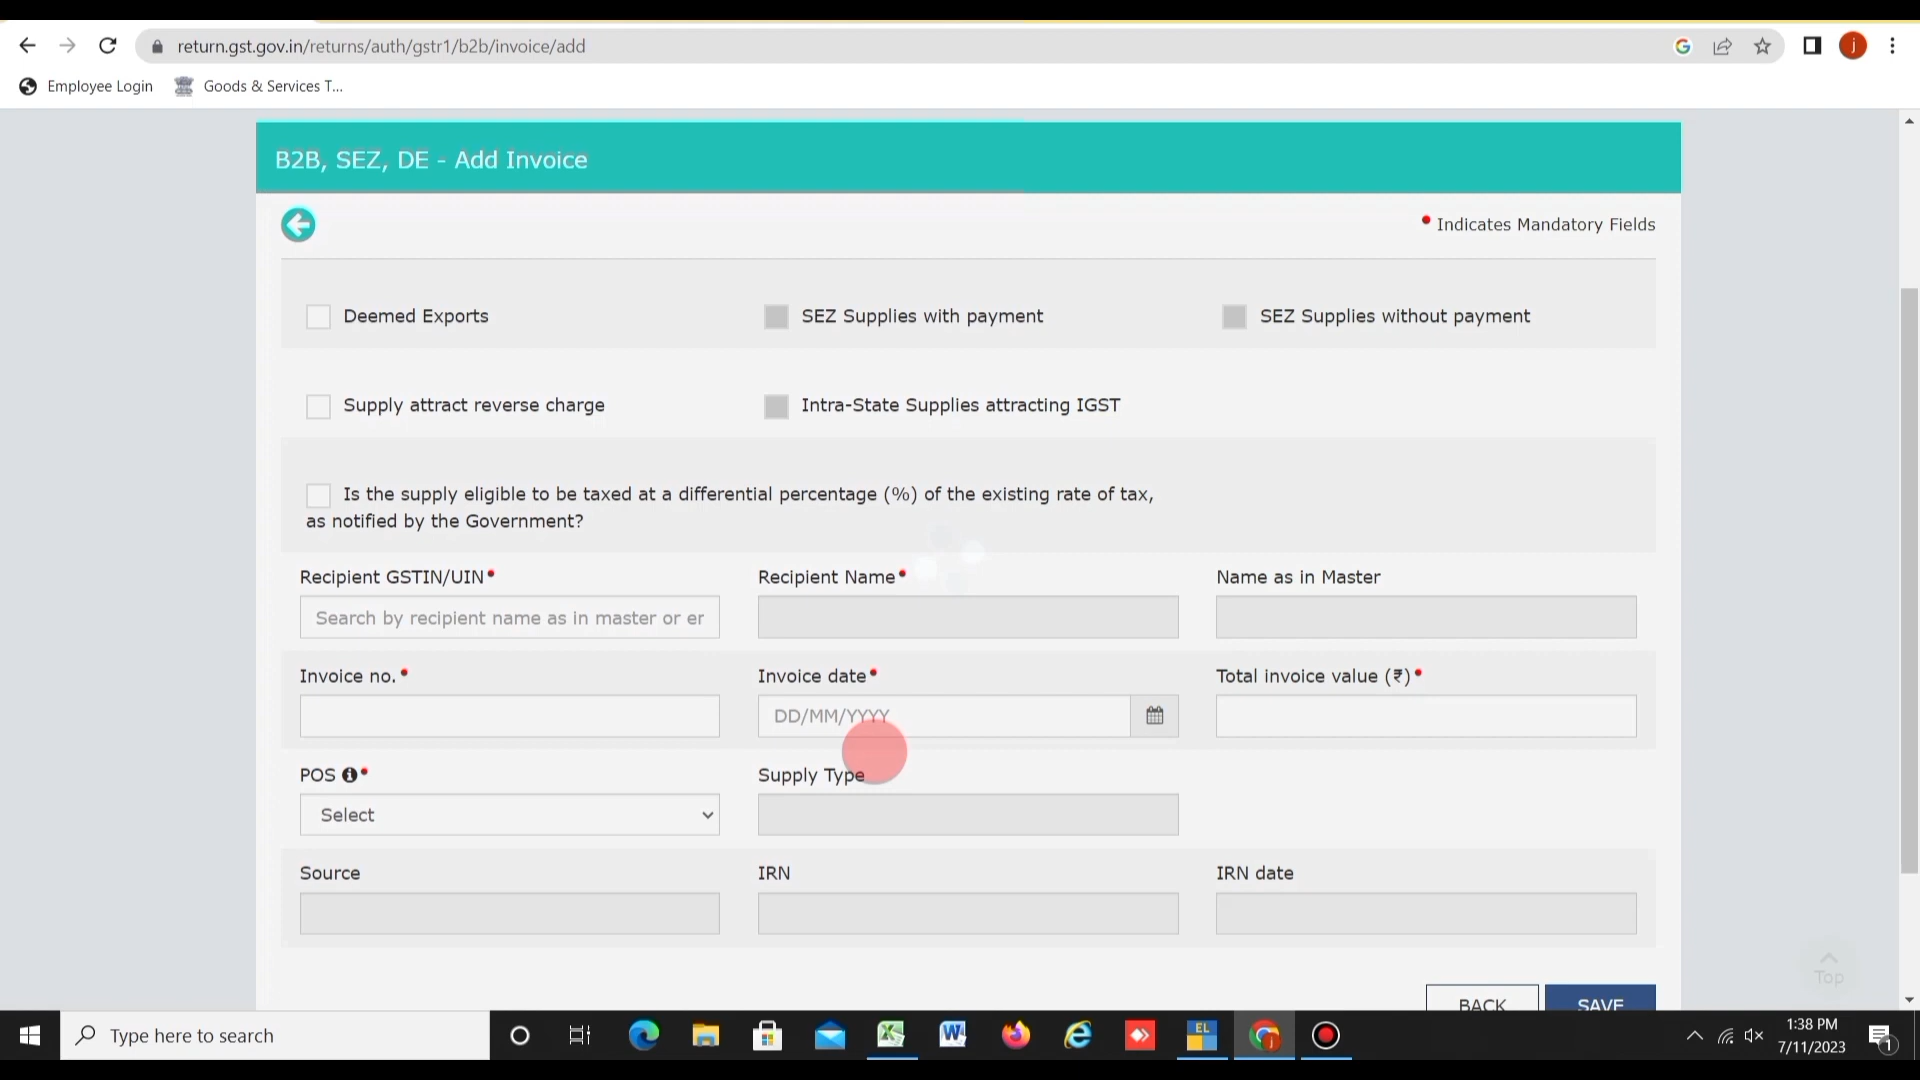 return.gst.gov.in/returns/auth/gstr1/b2b/invoice/add
j
Employee Login
Goods & Services T...
B2B, SEZ, DE - Add Invoice
• Indicates Mandatory Fields
Deemed Exports
SEZ Supplies with payment
SEZ Supplies without payment
Supply attract reverse charge
Intra-State Supplies attracting IGST
Is the supply eligible to be taxed at a differential percentage (%) of the existing rate of tax,
as notified by the Government?
Recipient GSTIN/UIN•
Recipient Name•
Name as in Master
Search by recipient name as in master or er
Invoice no.•
Invoice date•
Total invoice value (₹)•
DD/MM/YYYY
POS •
Supply Type
Select
Source
IRN
IRN date
Top
BACK
SAVE
Type here to search
EL
1:38 PM
7/11/2023
1